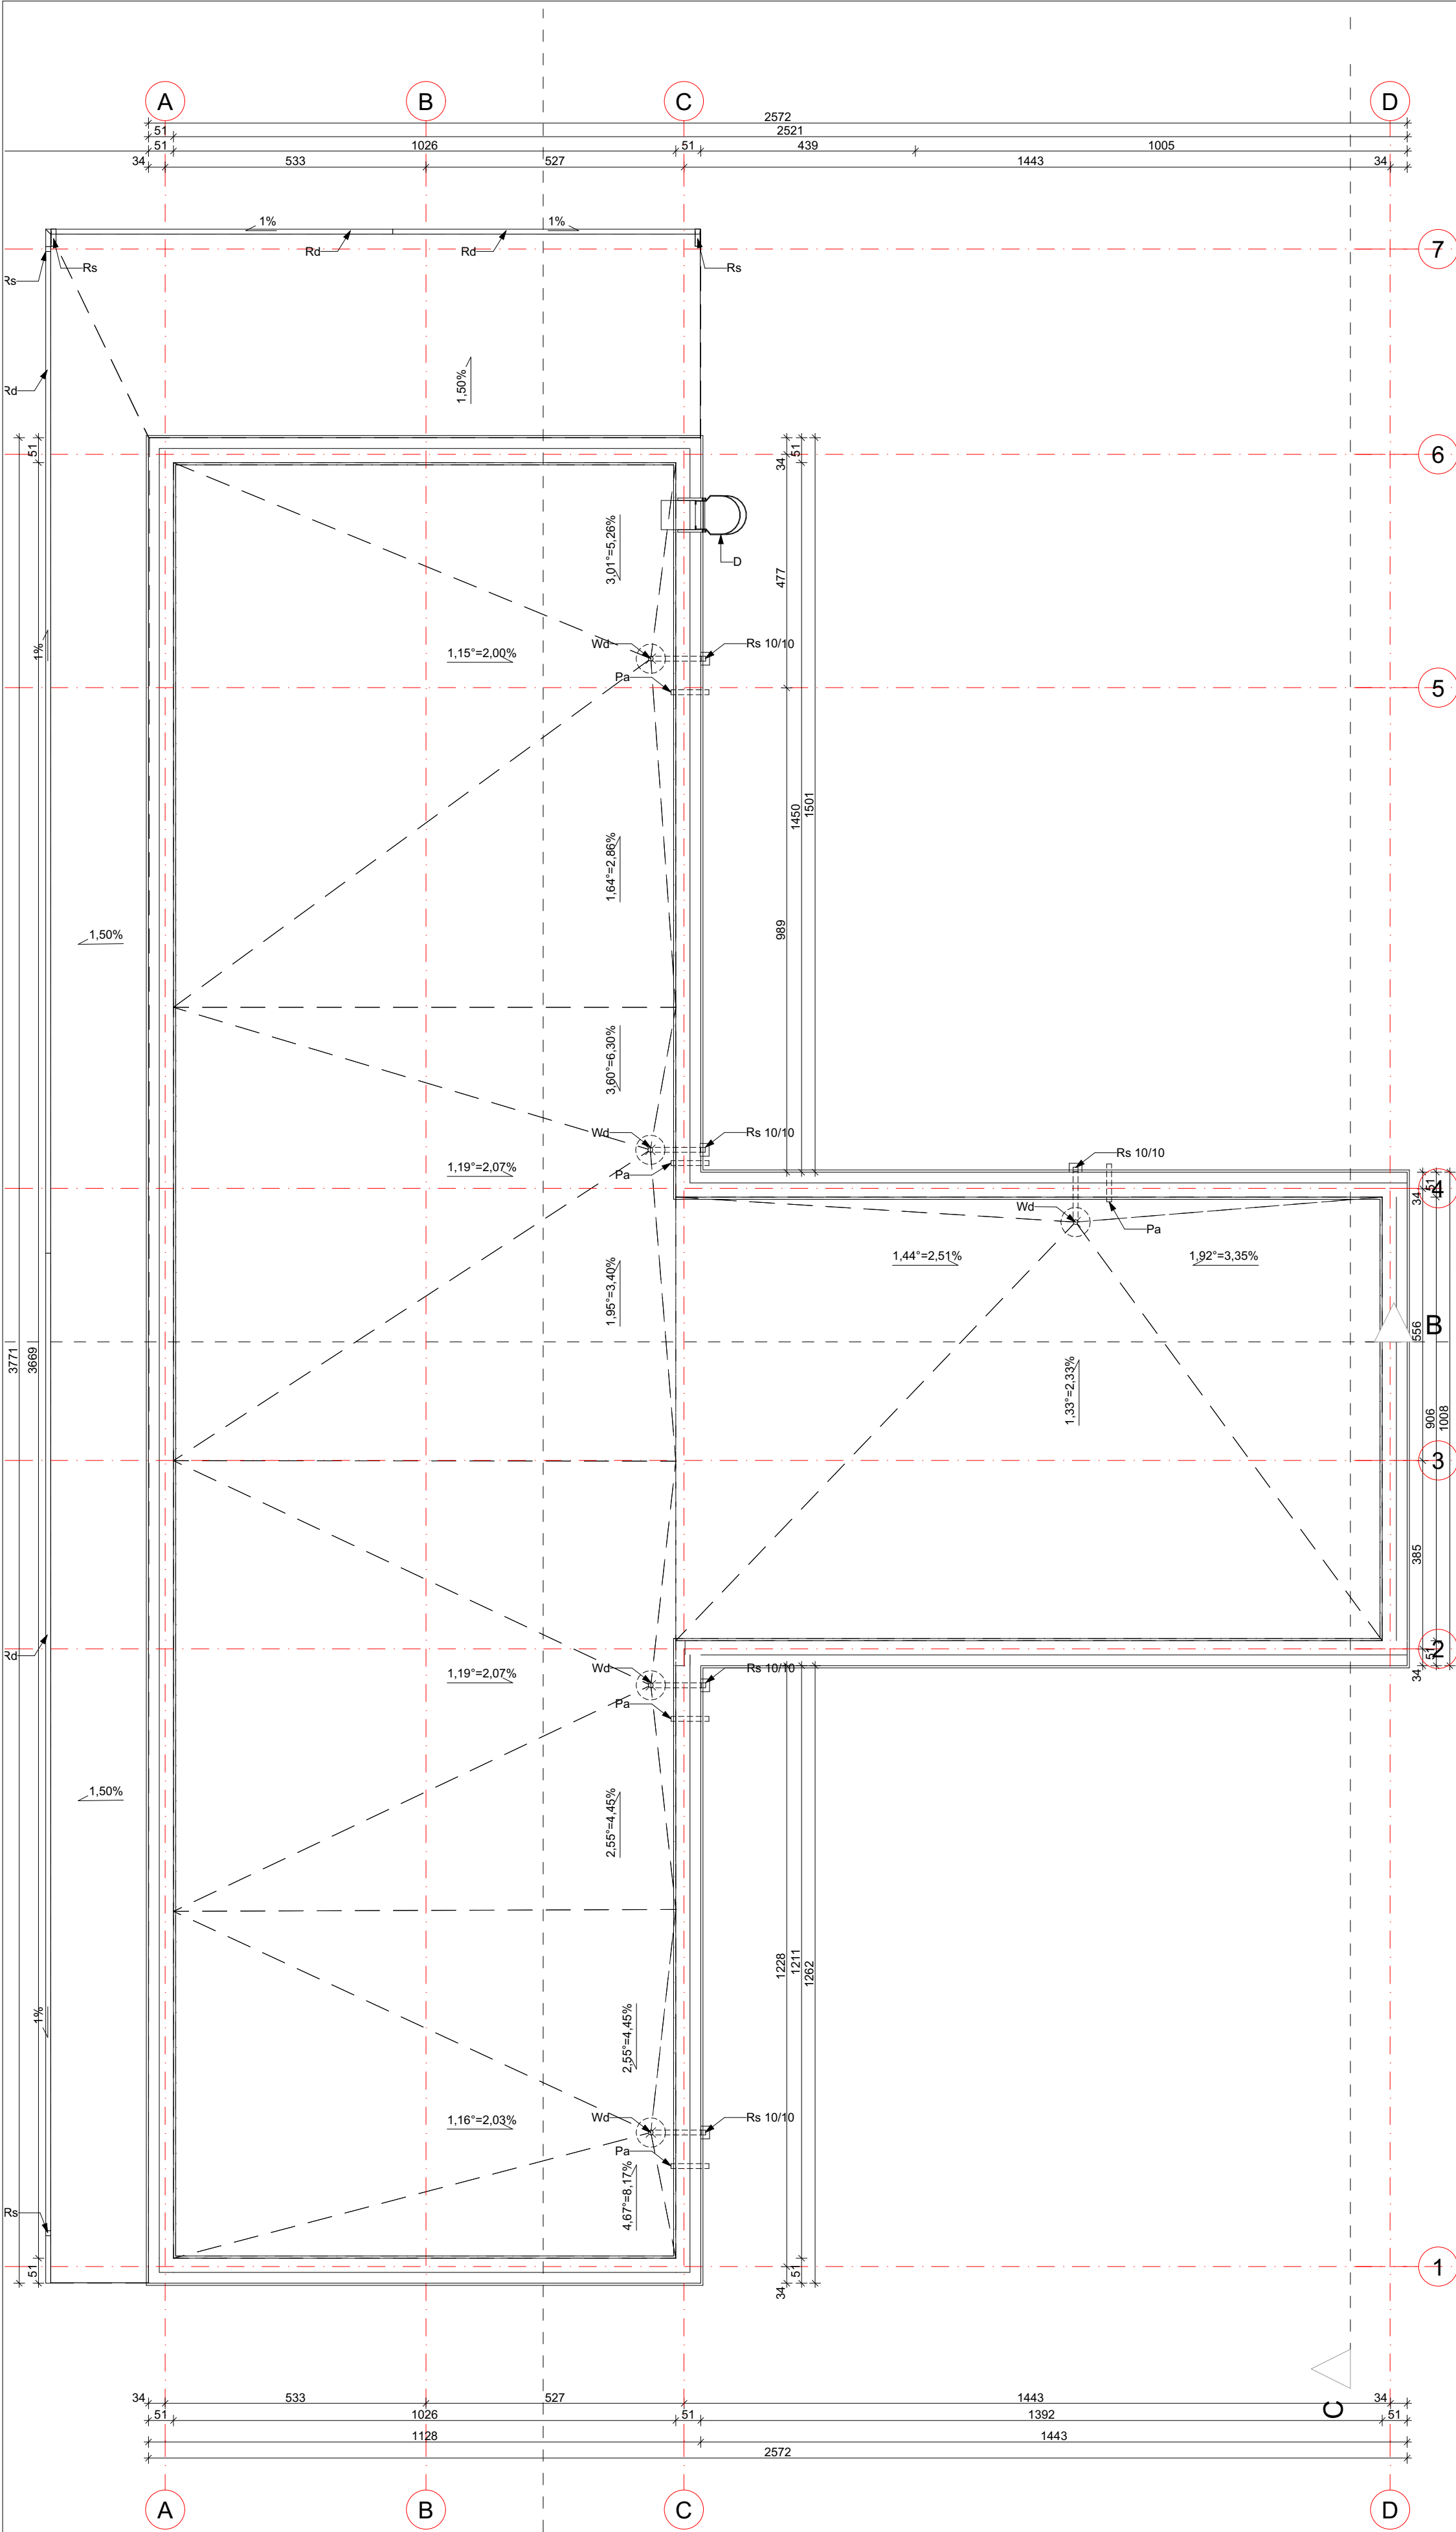 A B C D
2572
51 2521
51 1026 51 439 1005
34 533 527 1443 34
1% 1%
Rd Rd
7
Rs Rs Rs
1,50%
Rd
51
34 51
6
3,01°=5,26%
D
477
1%
Wd Rs 10/10
1,15°=2,00%
Pa
5
1450
1501
1,64°=2,86%
989
1,50%
3,60°=6,30%
Wd Rs 10/10
Rs 10/10
1,19°=2,07%
Pa
34 51 4
Wd
Pa
1,44°=2,51% 1,92°=3,35%
1,95°=3,40%
3771
3669
556
B
1,33°=2,33%
906
1008
3
385
Rd
2
51
34
Wd Rs 10/10
1,19°=2,07%
Pa
1,50%
2,55°=4,45%
1228
1211
1262
1%
2,55°=4,45%
Wd Rs 10/10
1,16°=2,03%
Pa
4,67°=8,17%
Rs
51
51
34
1
C
34 533 527 1443 34
51 1026 51 1392 51
1128 1443
2572
A B C D